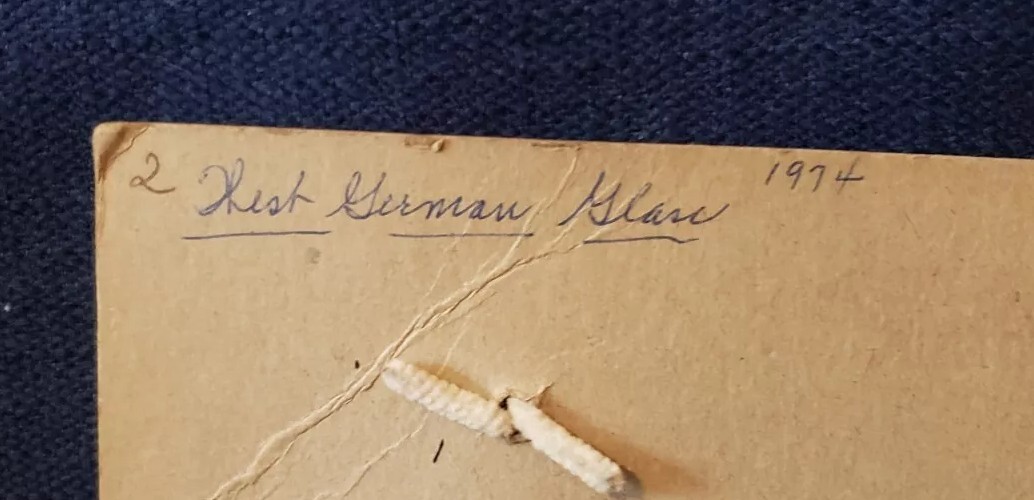 2 West German Glass 1974